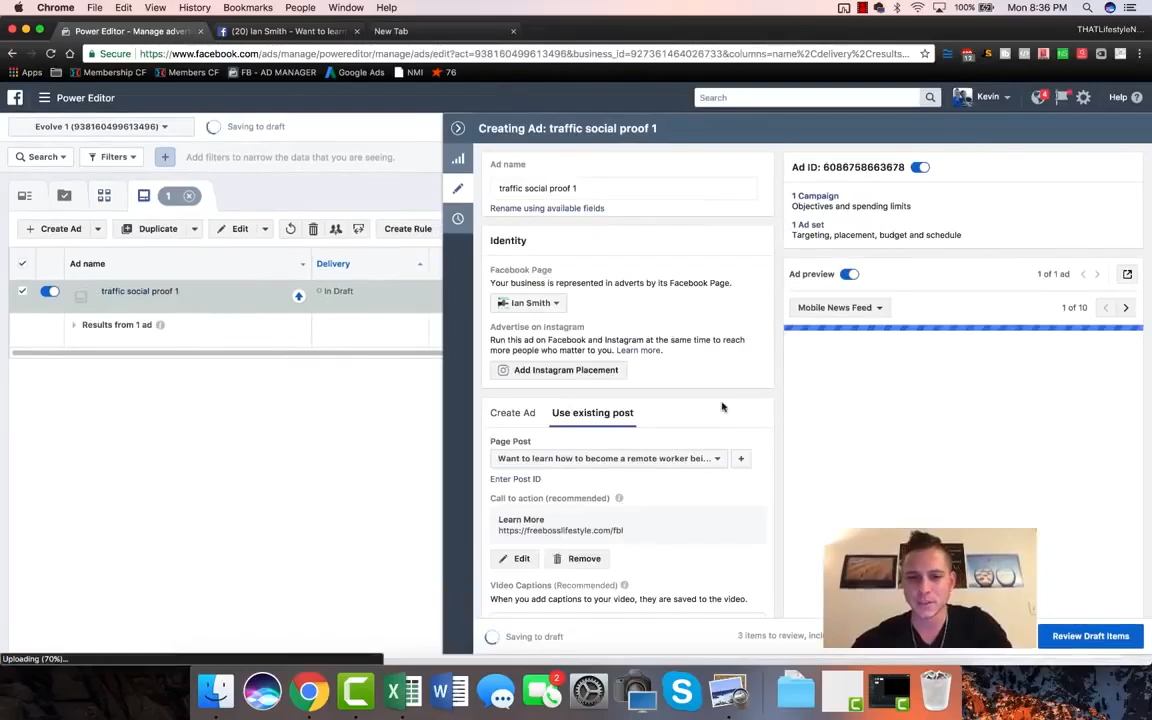 Chrome File Edit View History Bookmarks People Window Help 100% Mon 8:36 PM
Power Editor - Manage advert
(20) Ian Smith - Want to learn
New Tab
THATLifestyleN...
Secure https://www.facebook.com/ads/manage/powereditor/manage/ads/edit?act=938160499613496&business_id=927361464026733&columns=name%2Cdelivery%2Cresults...
12
Apps Membership CF Members CF FB - AD MANAGER Google Ads NMI 76
Power Editor
Search
Kevin
4
Help
Evolve 1 (938160499613496)
Saving to draft
Search Filters + Add filters to narrow the data that you are seeing.
1
+ Create Ad Duplicate Edit Create Rule
Ad name Delivery
traffic social proof 1 In Draft
Results from 1 ad
Uploading (70%)...
Creating Ad: traffic social proof 1
Ad name
traffic social proof 1
Rename using available fields
Identity
Facebook Page
Your business is represented in adverts by its Facebook Page.
Ian Smith
Advertise on Instagram
Run this ad on Facebook and Instagram at the same time to reach
more people who matter to you. Learn more.
Add Instagram Placement
Create Ad Use existing post
Page Post
Want to learn how to become a remote worker bei... +
Enter Post ID
Call to action (recommended)
Learn More
https://freebosslifestyle.com/fbl
Edit Remove
Video Captions (Recommended)
When you add captions to your video, they are saved to the video.
Saving to draft
3 items to review, inc
Review Draft Items
Ad ID: 6086758663678
1 Campaign
Objectives and spending limits
1 Ad set
Targeting, placement, budget and schedule
Ad preview 1 of 1 ad
Mobile News Feed 1 of 10
2